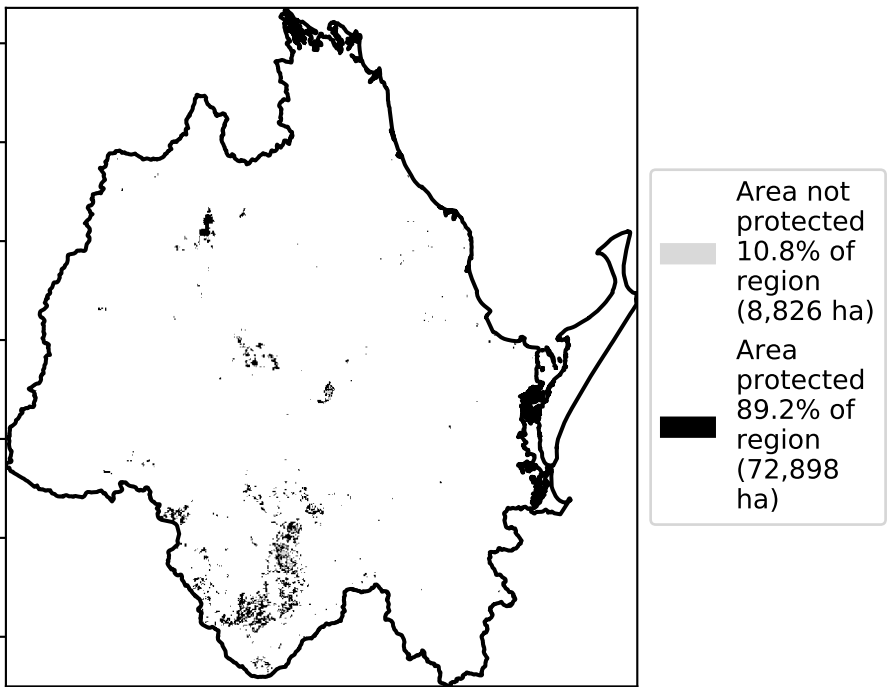 Area not
protected
10.8% of
region
(8,826 ha)
Area
protected
89.2% of
region
(72,898
ha)